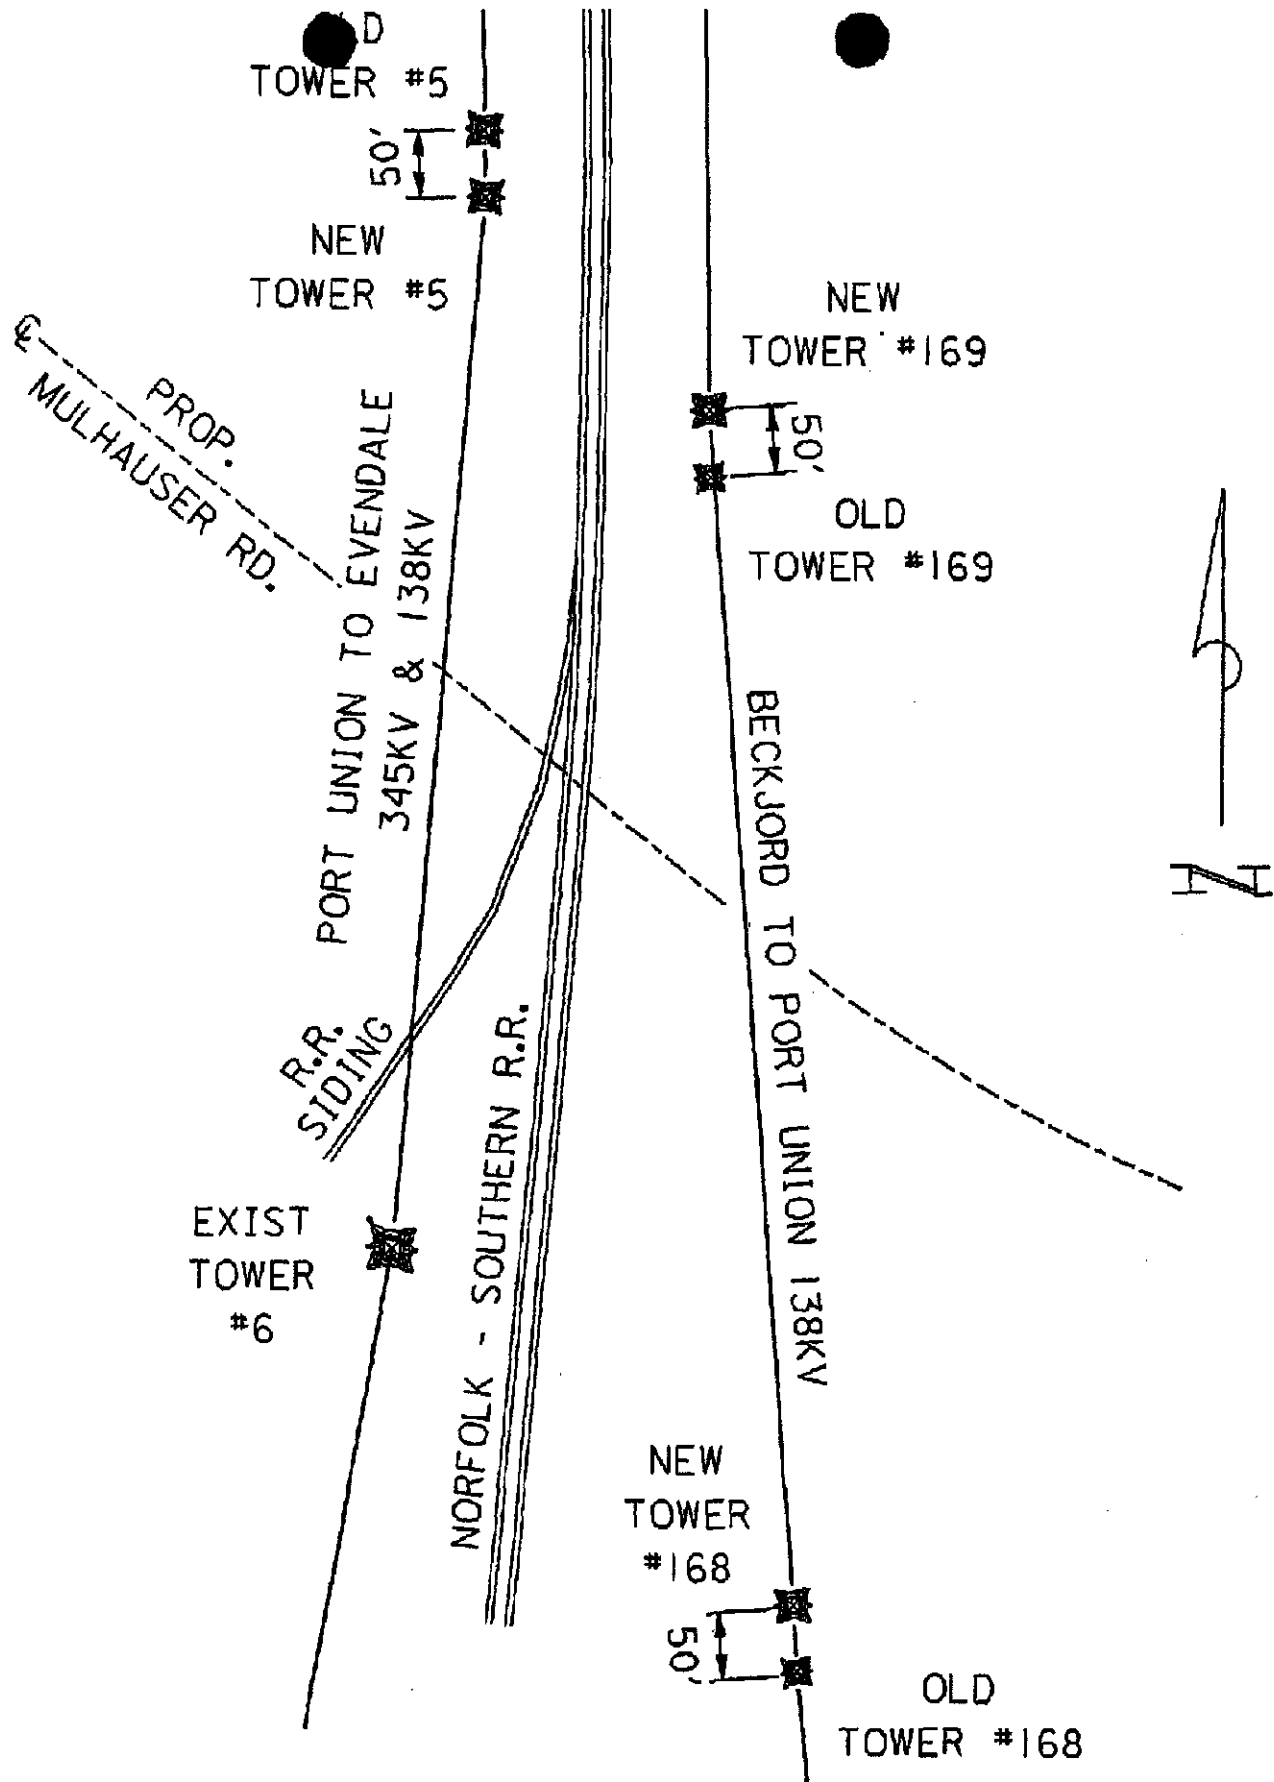 TOWER #5
50'
NEW
TOWER #5
NEW
TOWER #169
50'
OLD
TOWER #169
℄
PROP.
MULHAUSER RD.
PORT UNION TO EVENDALE
345KV & 138KV
BECKJORD TO PORT UNION 138KV
N
R.R.
SIDING
NORFOLK - SOUTHERN R.R.
EXIST
TOWER
#6
NEW
TOWER
#168
50'
OLD
TOWER #168